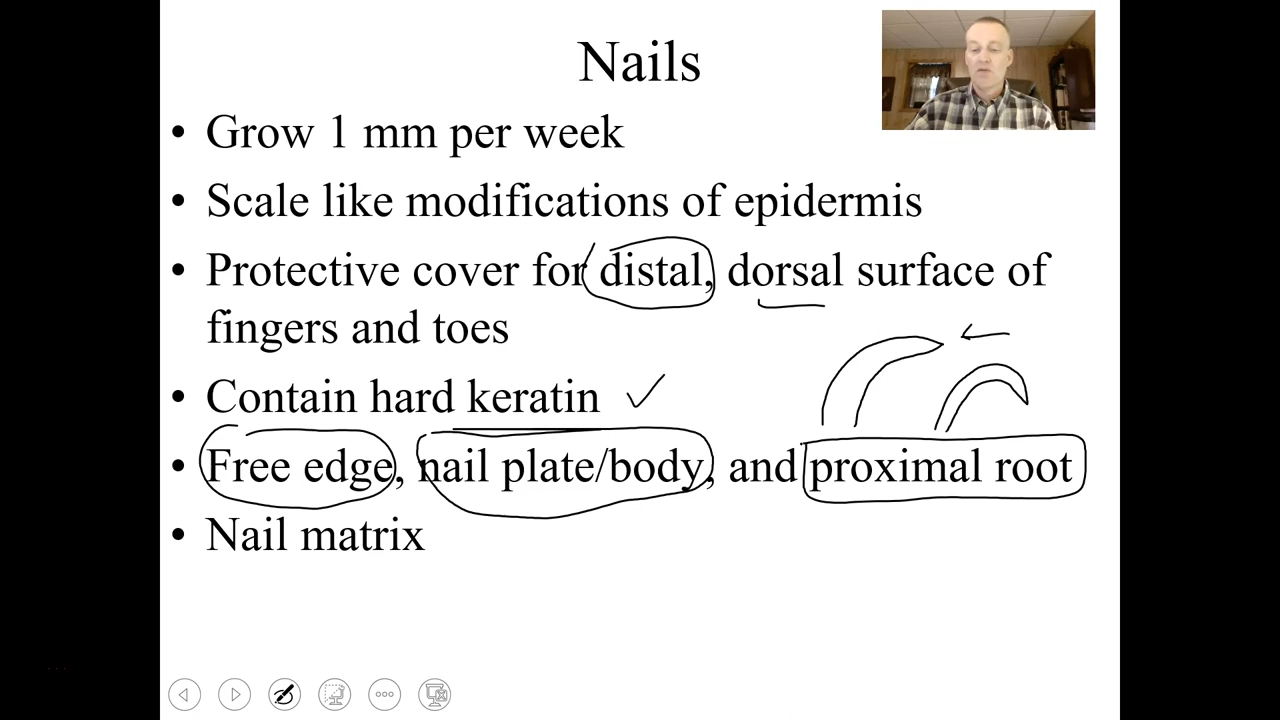 Nails
• Grow 1 mm per week
• Scale like modifications of epidermis
• Protective cover for distal, dorsal surface of
fingers and toes
• Contain hard keratin
• Free edge, nail plate/body, and proximal root
• Nail matrix